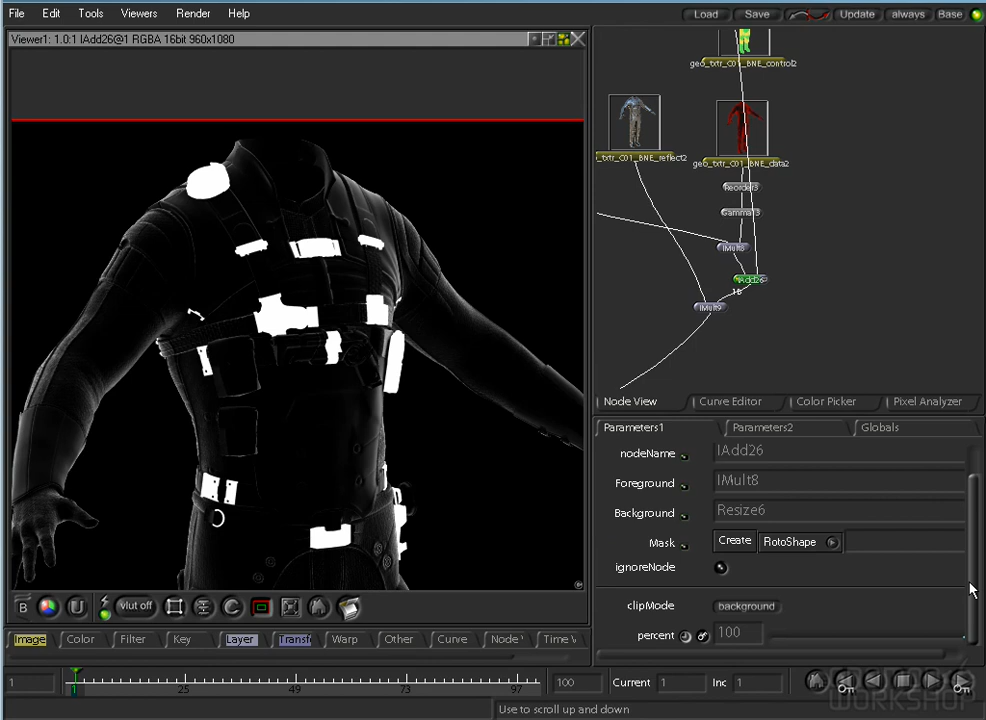 File Edit Tools Viewers Render Help Load Save Update always Base
Viewer1: 1.0:1 IAdd26@1 RGBA 16bit 960x1080
geo_txtr_C01_BNE_control2
_txtr_C01_BNE_reflect2
geo_txtr_C01_BNE_data2
Reorder3
Gamma13
IMult8
IAdd26
IMult9
Node View Curve Editor Color Picker Pixel Analyzer
Parameters1 Parameters2 Globals
nodeName IAdd26
Foreground IMult8
Background Resize6
Mask Create RotoShape
ignoreNode
clipMode background
percent 100
B U vlut off
Image Color Filter Key Layer Transf Warp Other Curve Node Time
1 1 25 49 73 97 100 Current 1 Inc 1
WORKSHOP
Use to scroll up and down